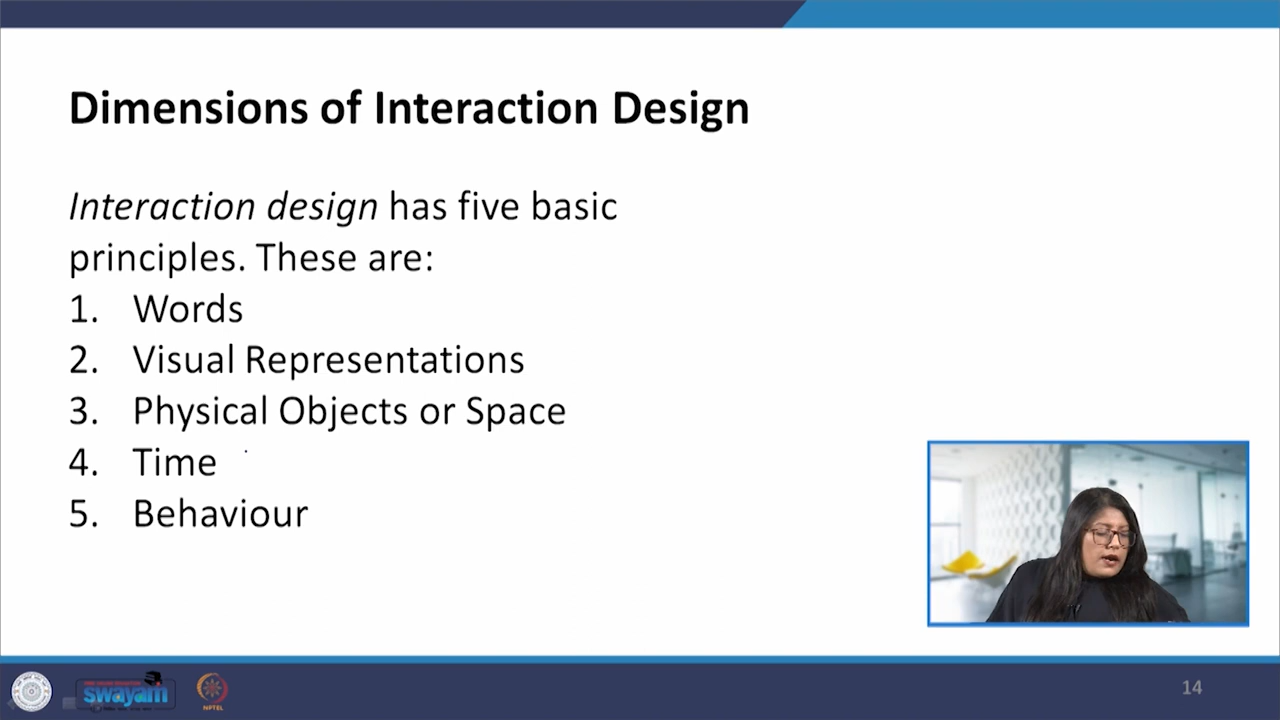 Dimensions of Interaction Design
Interaction design has five basic
principles. These are:
1. Words
2. Visual Representations
3. Physical Objects or Space
4. Time
5. Behaviour
swayam
NPTEL
14